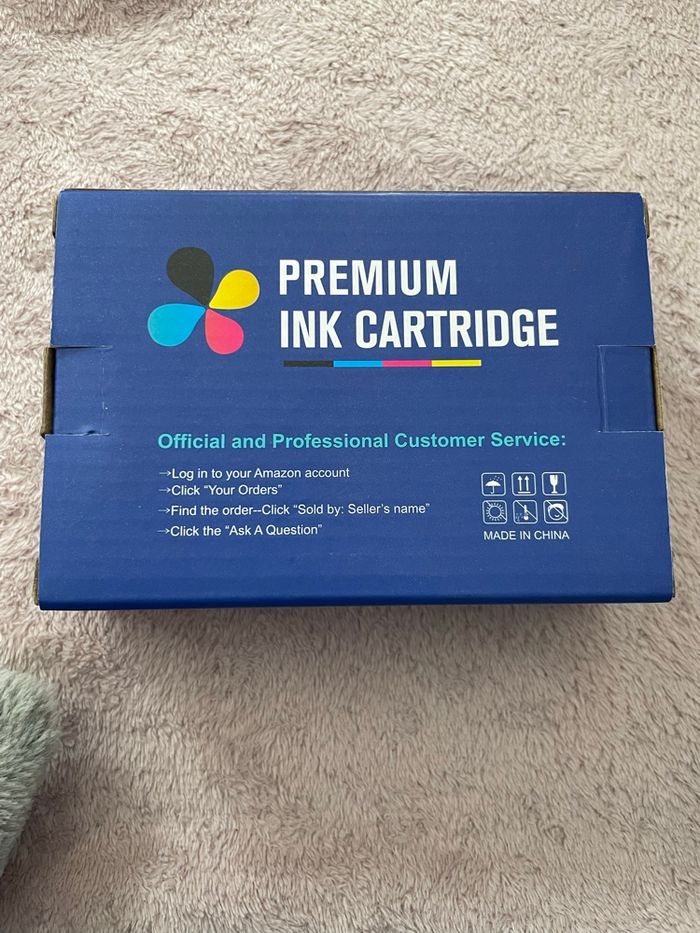 PREMIUM
INK CARTRIDGE
Official and Professional Customer Service:
→Log in to your Amazon account
→Click “Your Orders”
→Find the order--Click “Sold by: Seller’s name”
→Click the “Ask A Question”
MADE IN CHINA